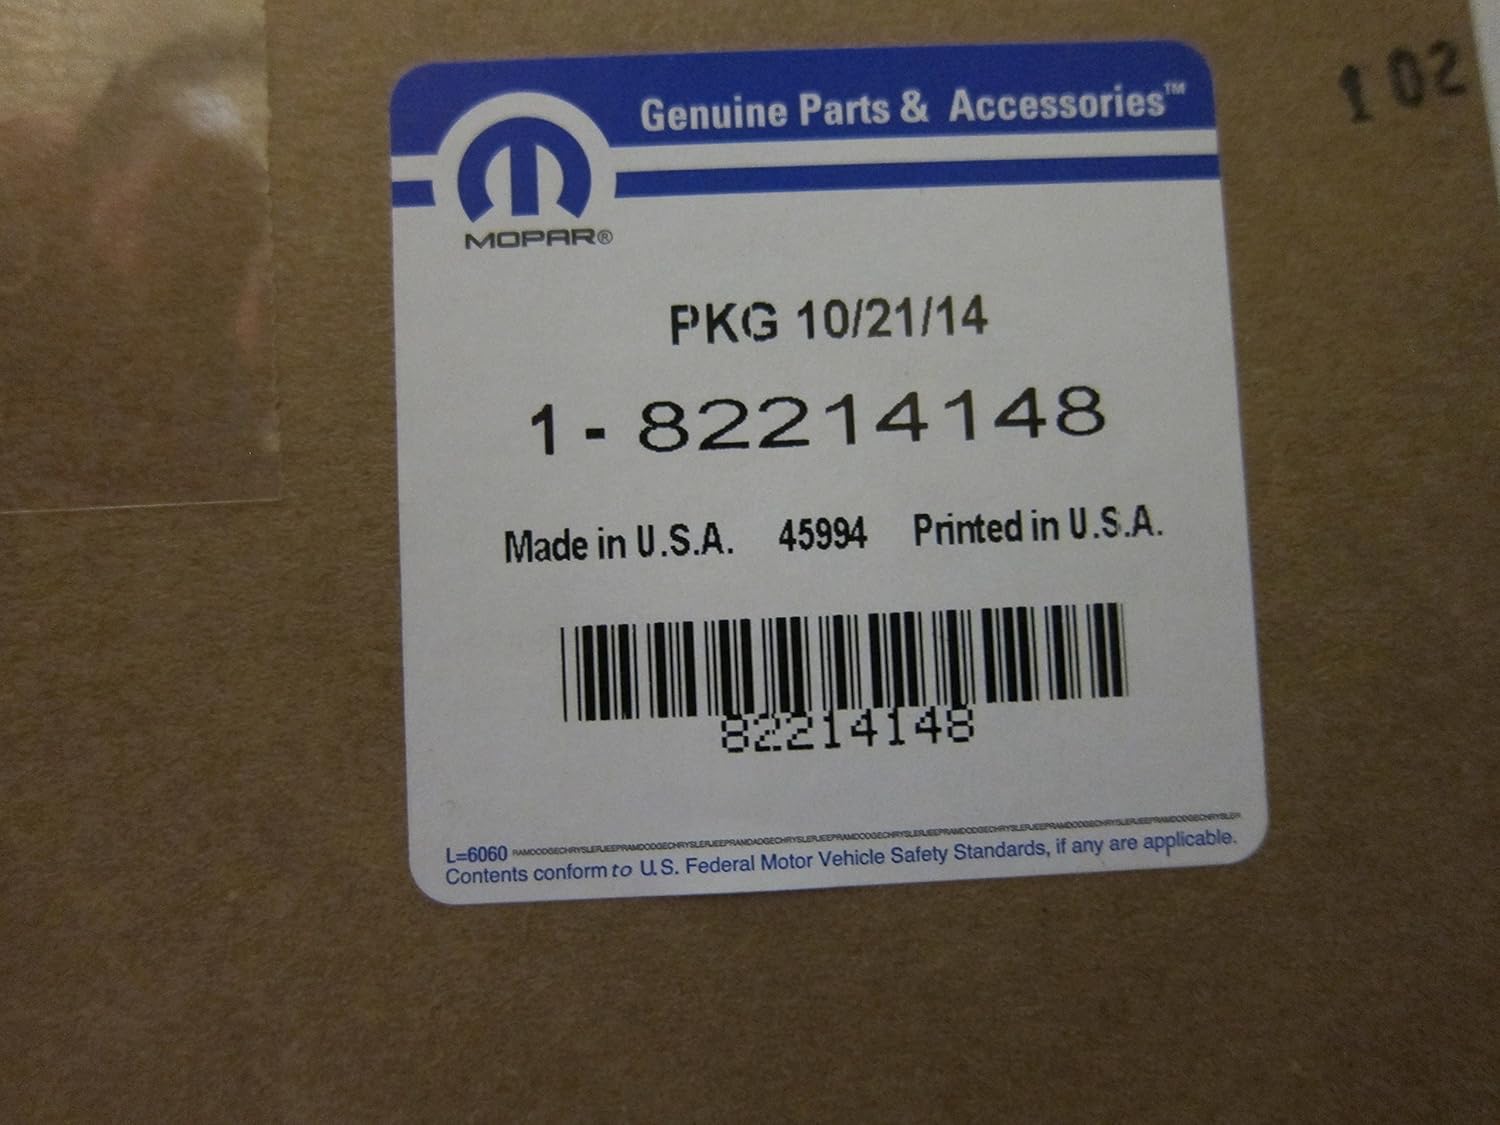 102
Genuine Parts & Accessories™
MOPAR®
PKG 10/21/14
1-82214148
Made in U.S.A. 45994 Printed in U.S.A.
82214148
L=6060
Contents conform to U.S. Federal Motor Vehicle Safety Standards, if any are applicable.